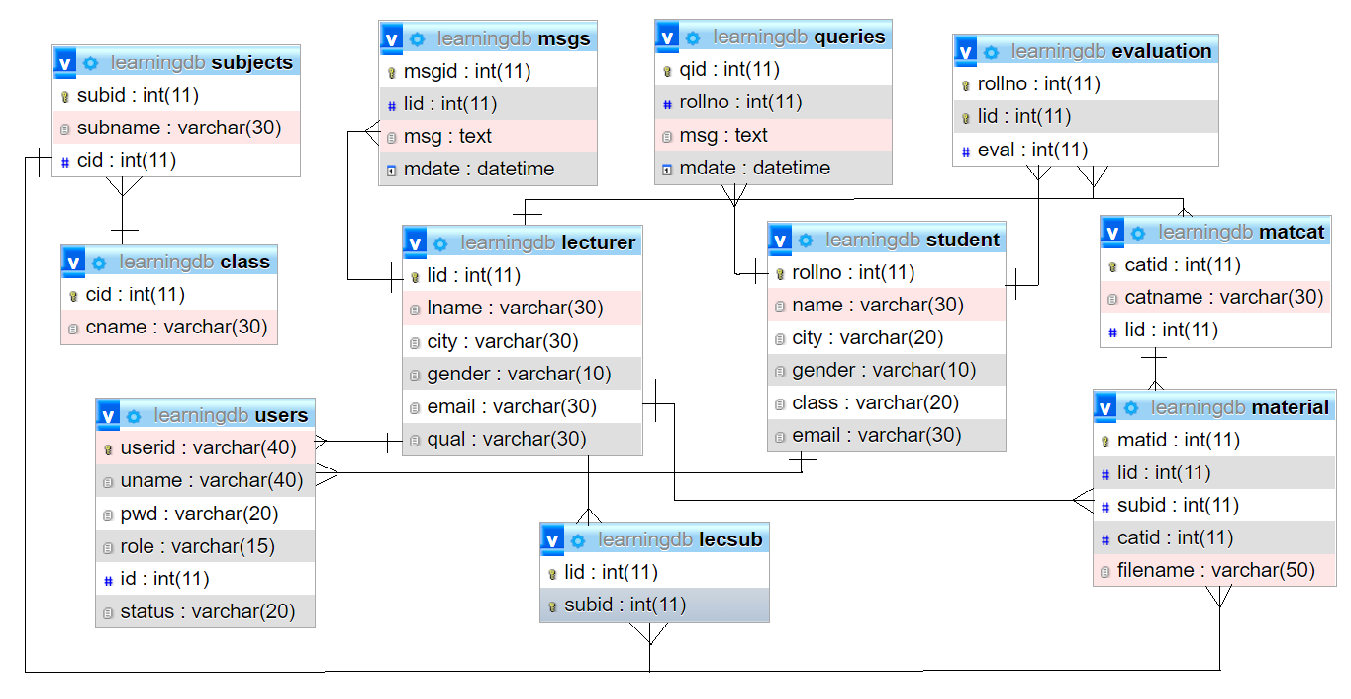 learningdb subjects
subid : int(11)
subname : varchar(30)
cid : int(11)
learningdb msgs
msgid : int(11)
lid : int(11)
msg : text
mdate : datetime
learningdb queries
qid : int(11)
rollno : int(11)
msg : text
mdate : datetime
learningdb evaluation
rollno : int(11)
lid : int(11)
eval : int(11)
learningdb class
cid : int(11)
cname : varchar(30)
learningdb lecturer
lid : int(11)
lname : varchar(30)
city : varchar(30)
gender : varchar(10)
email : varchar(30)
qual : varchar(30)
learningdb student
rollno : int(11)
name : varchar(30)
city : varchar(20)
gender : varchar(10)
class : varchar(20)
email : varchar(30)
learningdb matcat
catid : int(11)
catname : varchar(30)
lid : int(11)
learningdb users
userid : varchar(40)
uname : varchar(40)
pwd : varchar(20)
role : varchar(15)
id : int(11)
status : varchar(20)
learningdb lecsub
lid : int(11)
subid : int(11)
learningdb material
matid : int(11)
lid : int(11)
subid : int(11)
catid : int(11)
filename : varchar(50)